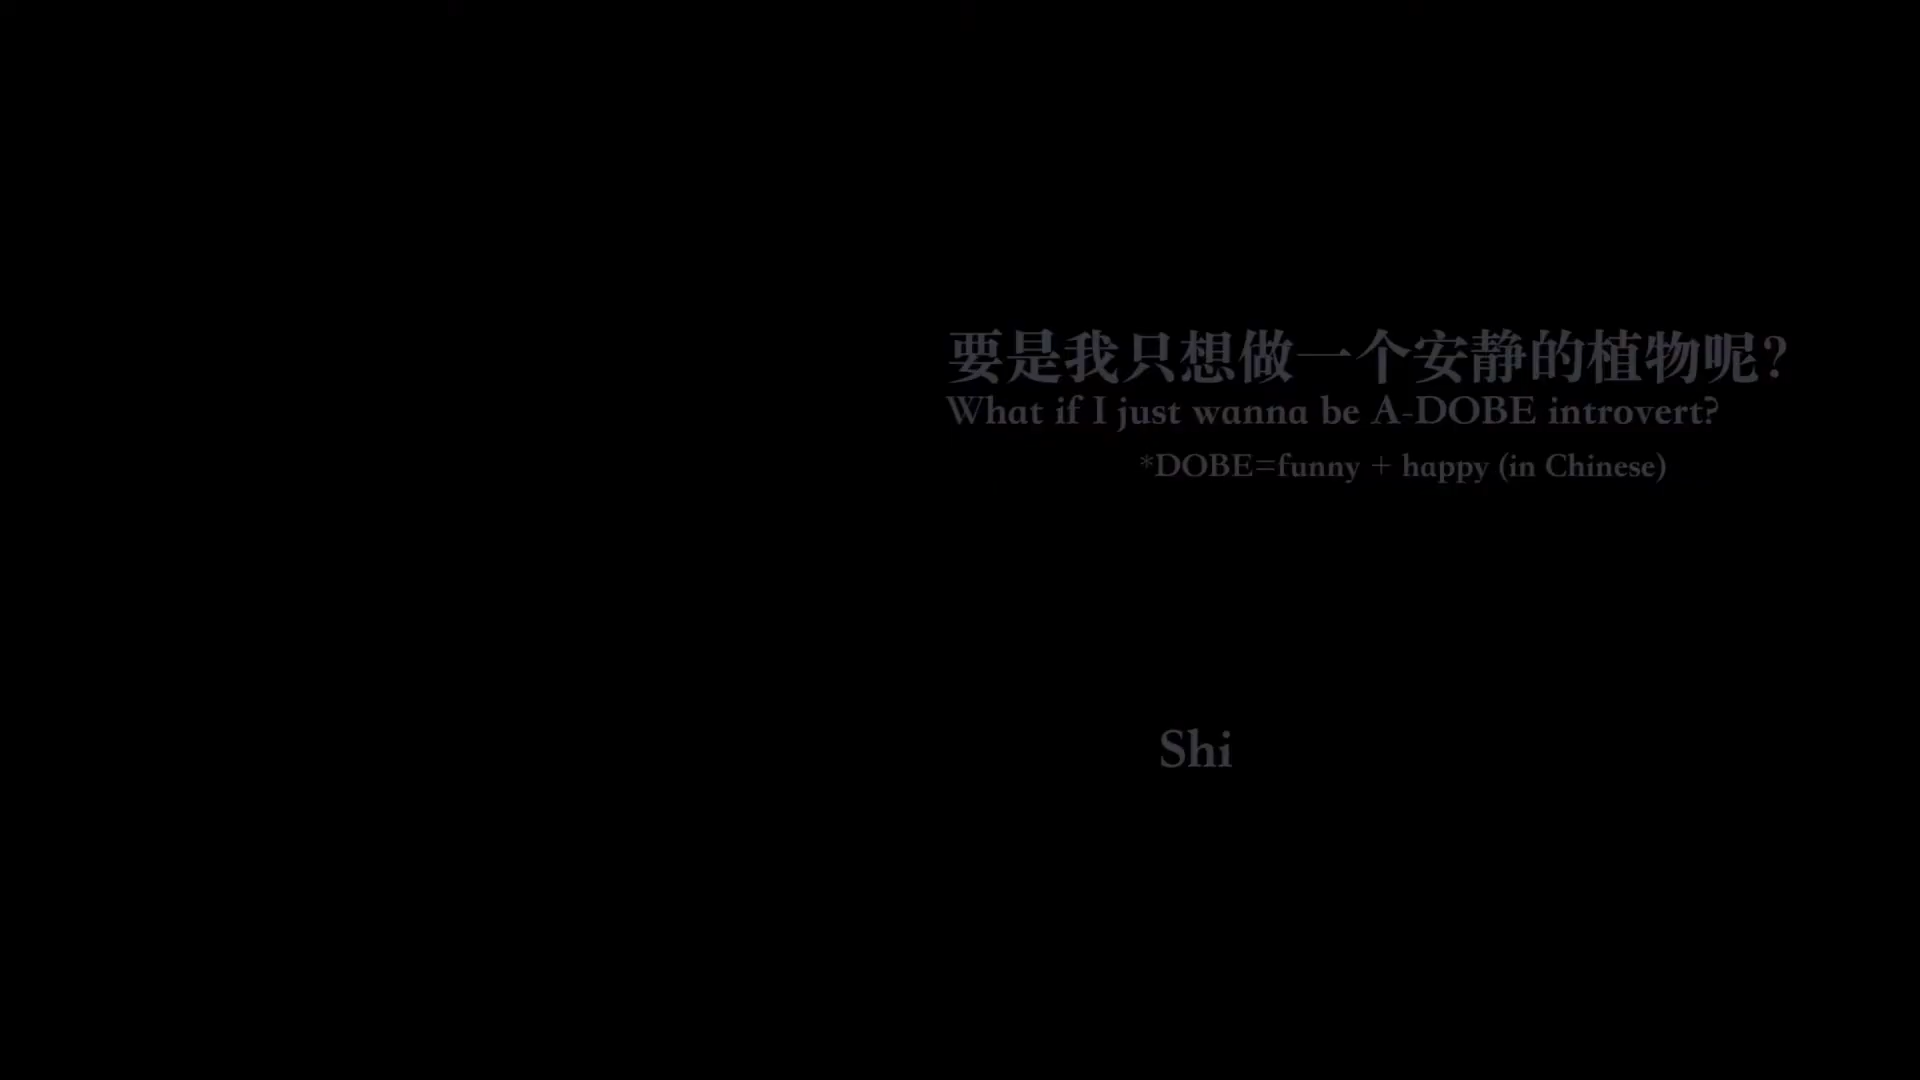 要是我只想做一个安静的植物呢？
What if I just wanna be A-DOBE introvert?
*DOBE=funny + happy (in Chinese)
Shi